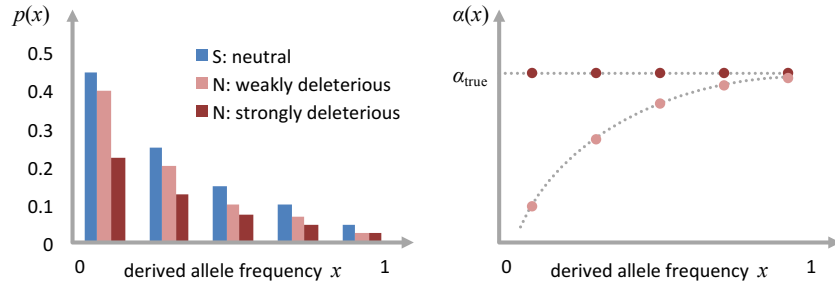 p(x)
0.5
0.4
0.3
0.2
0.1
0
S: neutral
N: weakly deleterious
N: strongly deleterious
0 derived allele frequency x 1
α(x)
αtrue
0 derived allele frequency x 1